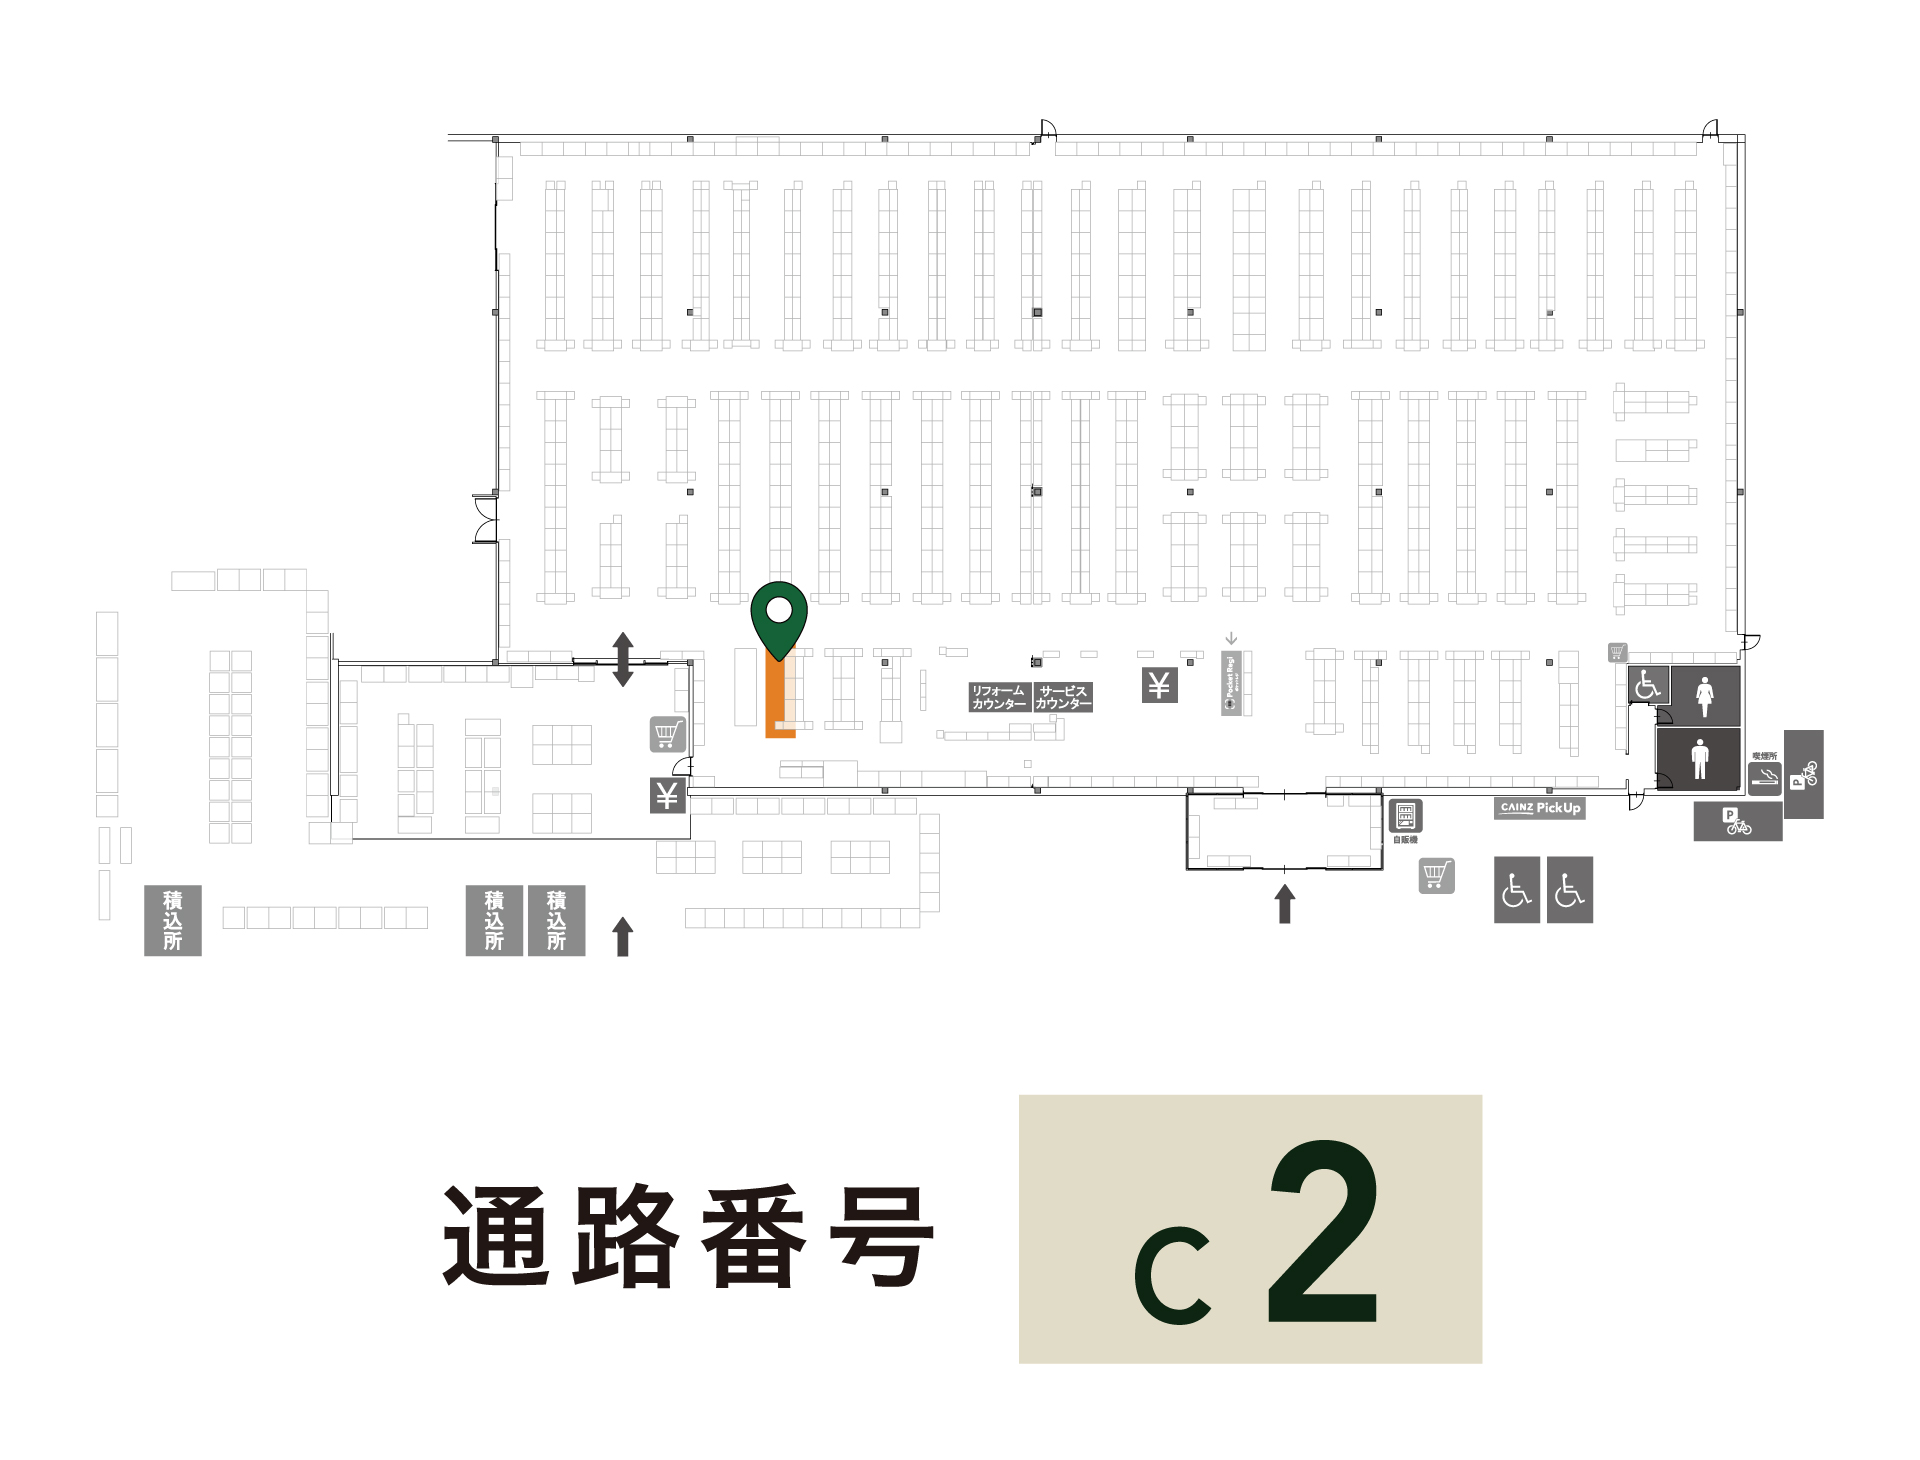 リフォーム
カウンター
サービス
カウンター
¥
Pocket Regi
¥
喫煙所
P
P
CAINZ PickUp
自販機
積込所
積込所
積込所
通路番号
C 2